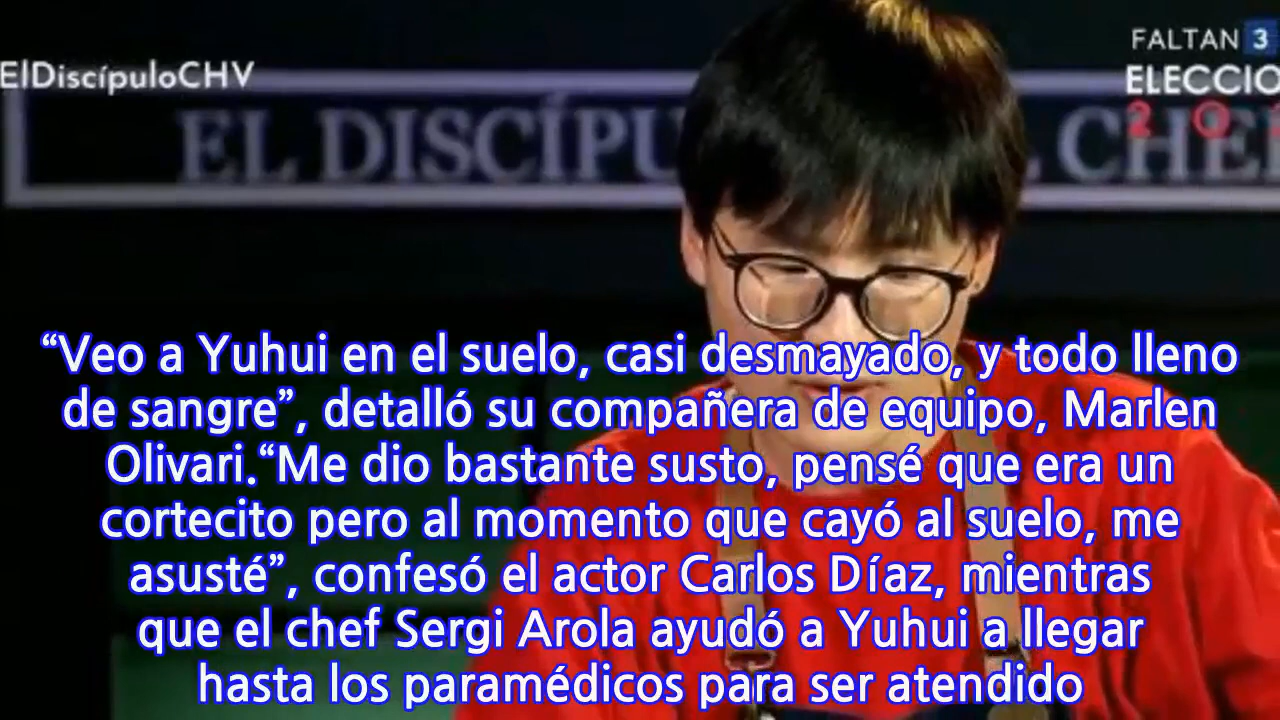 ElDiscípuloCHV
FALTAN 3
ELECCIO
EL DISCÍPU L CHE
“Veo a Yuhui en el suelo, casi desmayado, y todo lleno
de sangre”, detalló su compañera de equipo, Marlen
Olivari.“Me dio bastante susto, pensé que era un
cortecito pero al momento que cayó al suelo, me
asusté”, confesó el actor Carlos Díaz, mientras
que el chef Sergi Arola ayudó a Yuhui a llegar
hasta los paramédicos para ser atendido